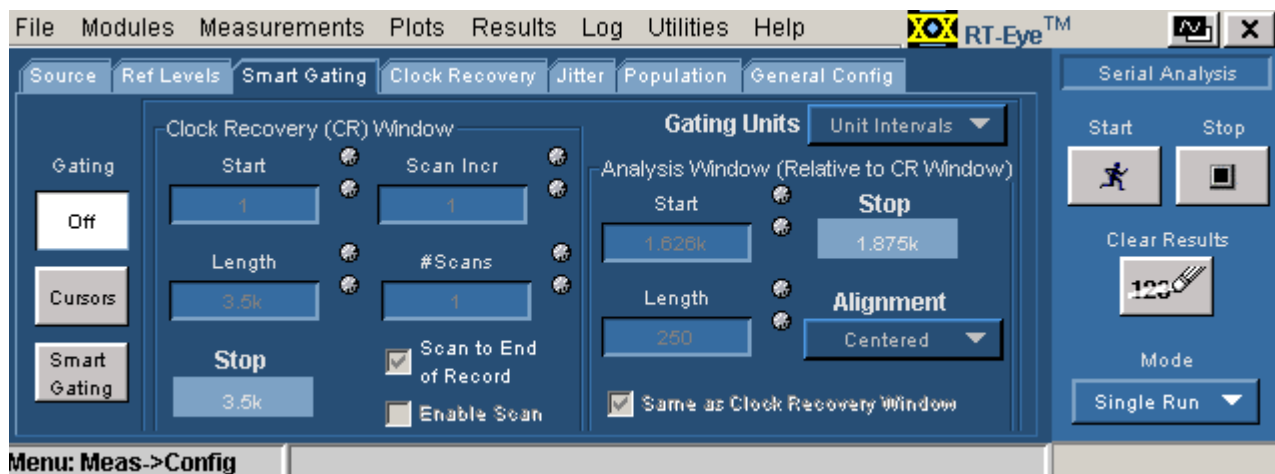 File Modules Measurements Plots Results Log Utilities Help RT-Eye™
Source Ref Levels Smart Gating Clock Recovery Jitter Population General Config
Gating
Off
Cursors
Smart
Gating
Clock Recovery (CR) Window
Start
1
Scan Incr
1
Length
3.5k
#Scans
1
Stop
3.5k
Scan to End
of Record
Enable Scan
Gating Units Unit Intervals
Analysis Window (Relative to CR Window)
Start
1.626k
Stop
1.875k
Length
250
Alignment
Centered
Same as Clock Recovery Window
Serial Analysis
Start Stop
Clear Results
123
Mode
Single Run
Menu: Meas->Config